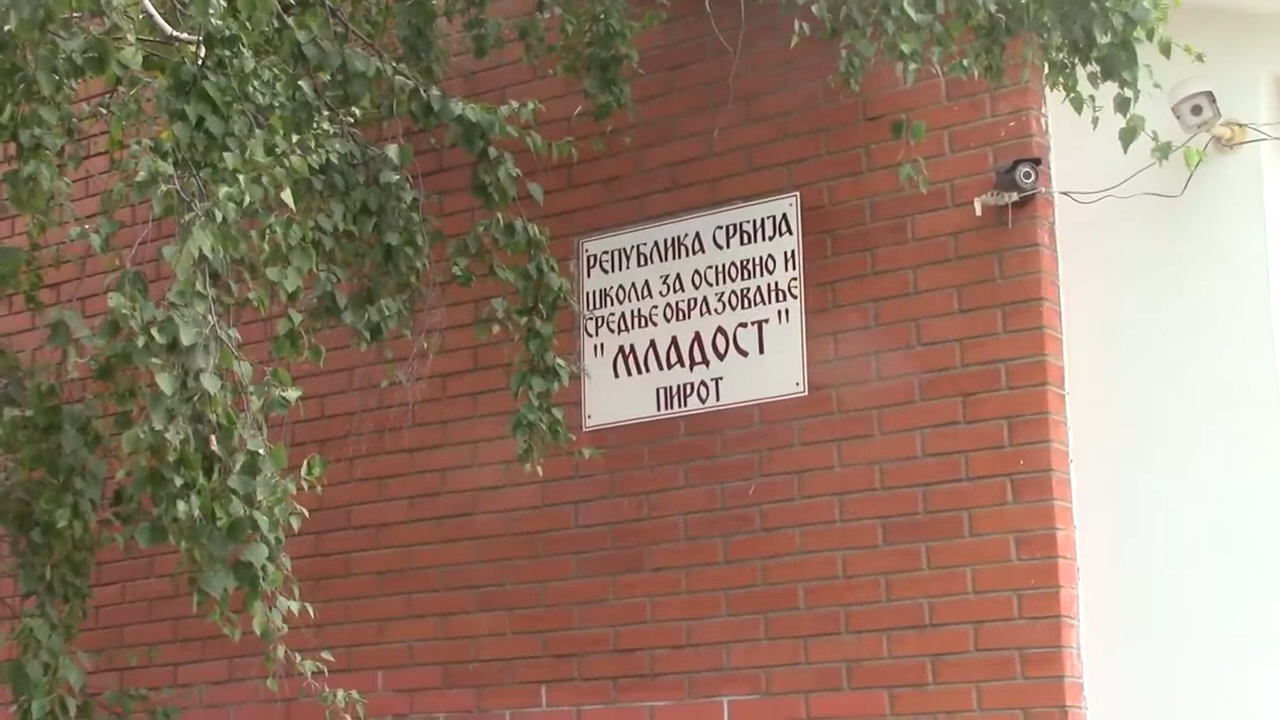 РЕПУБЛИКА СРБИЈА
ШКОЛА ЗА ОСНОВНО И
СРЕДЊЕ ОБРАЗОВАЊЕ
"МЛАДОСТ"
ПИРОТ